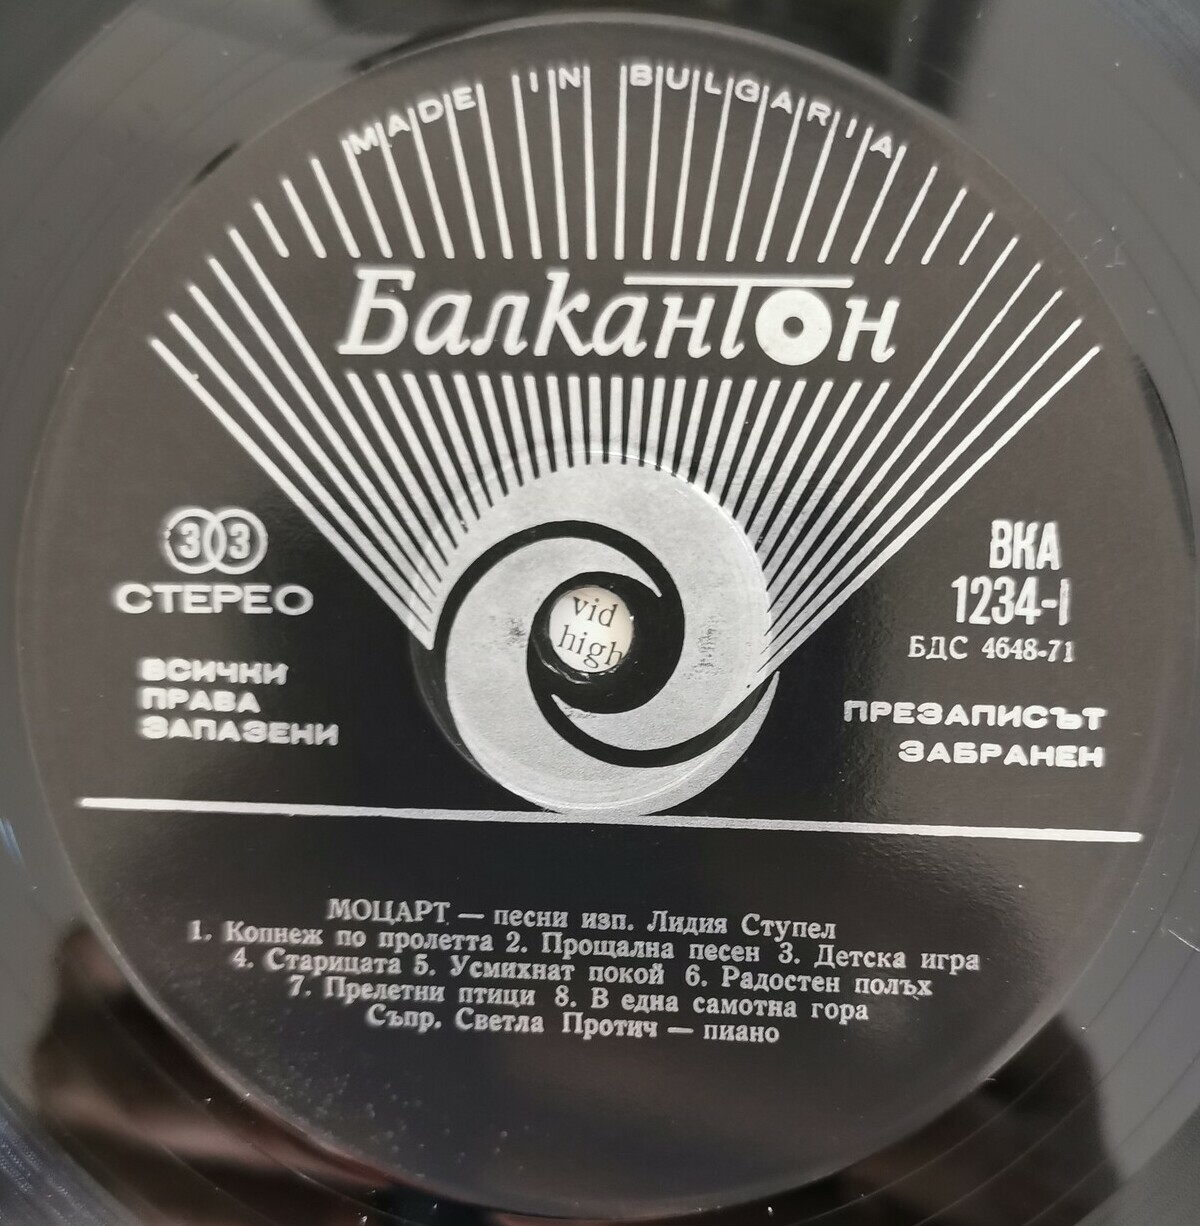 MADE IN BULGARIA
Балкантон
33
СТЕРЕО
ВСИЧКИ
ПРАВА
ЗАПАЗЕНИ
ВКА
1234-I
БДС 4648-71
ПРЕЗАПИСЪТ
ЗАБРАНЕН
vid
high
МОЦАРТ — песни изп. Лидия Ступел
1. Копнеж по пролетта 2. Прощална песен 3. Детска игра
4. Старицата 5. Усмихнат покой 6. Радостен полъх
7. Прелетни птици 8. В една самотна гора
Съпр. Светла Протич — пиано